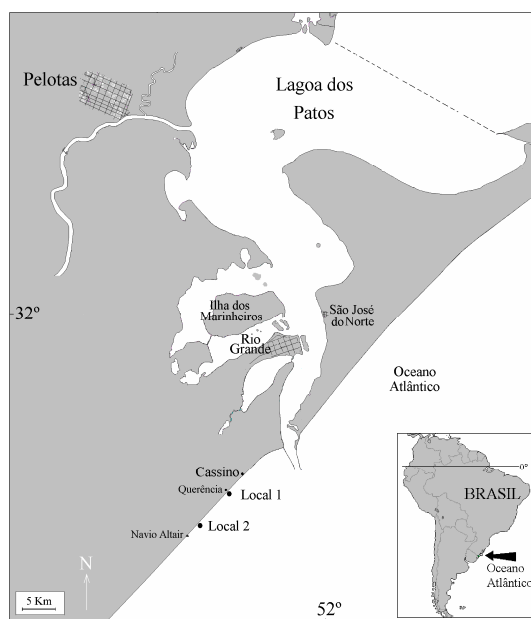 Pelotas
Lagoa dos
Patos
32º
Ilha dos
Marinheiros
São José
do Norte
Rio
Grande
Oceano
Atlântico
Cassino
Querência
Local 1
Local 2
Navio Altair
N
5 Km
52º
0º
BRASIL
Oceano
Atlântico